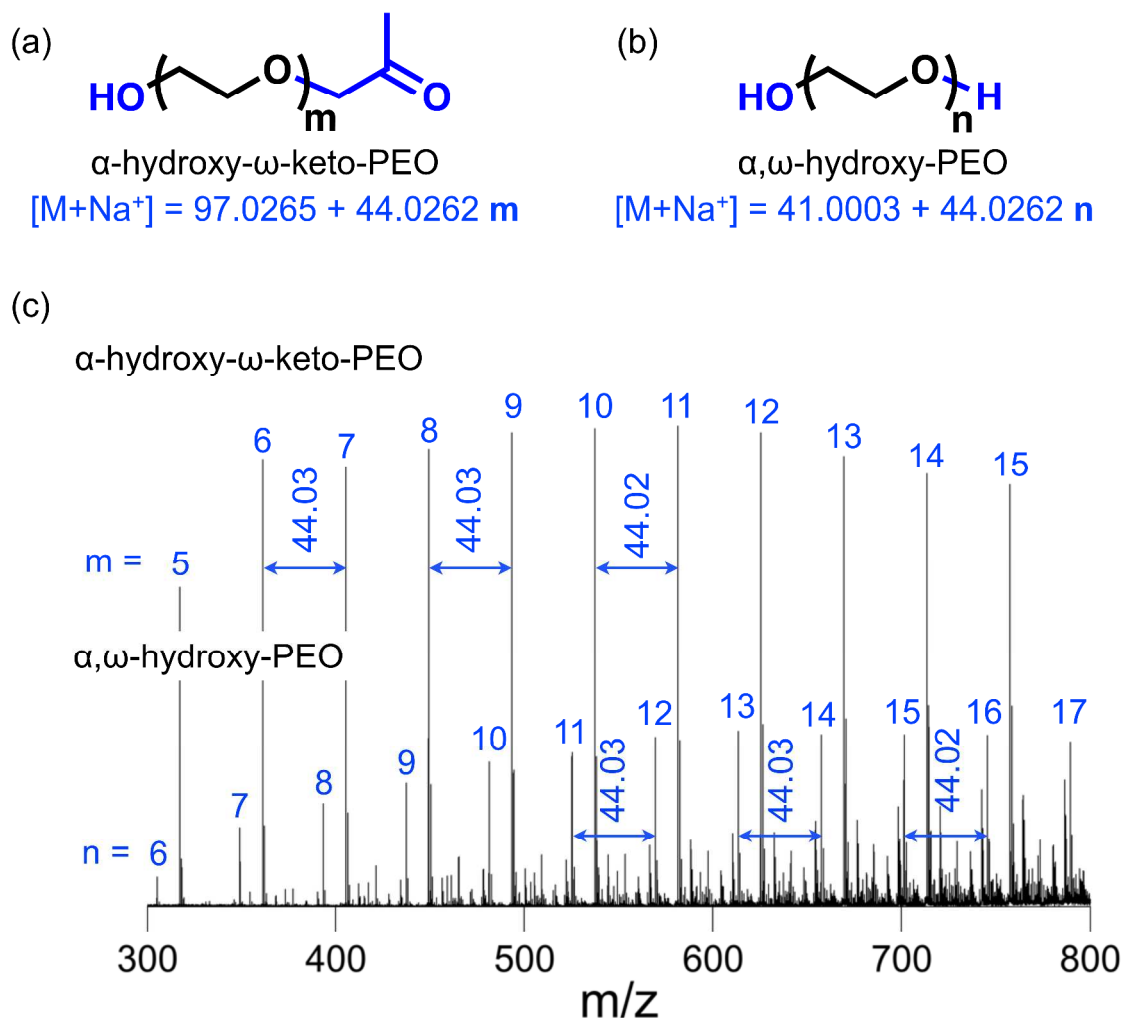 (a)
HO
O
m
O
α-hydroxy-ω-keto-PEO
[M+Na⁺] = 97.0265 + 44.0262 m
(b)
HO
O
H
n
α,ω-hydroxy-PEO
[M+Na⁺] = 41.0003 + 44.0262 n
(c)
α-hydroxy-ω-keto-PEO
m = 5 6 7 8 9 10 11 12 13 14 15
44.03 44.03 44.02
α,ω-hydroxy-PEO
n = 6 7 8 9 10 11 12 13 14 15 16 17
44.03 44.03 44.02
300 400 500 600 700 800
m/z